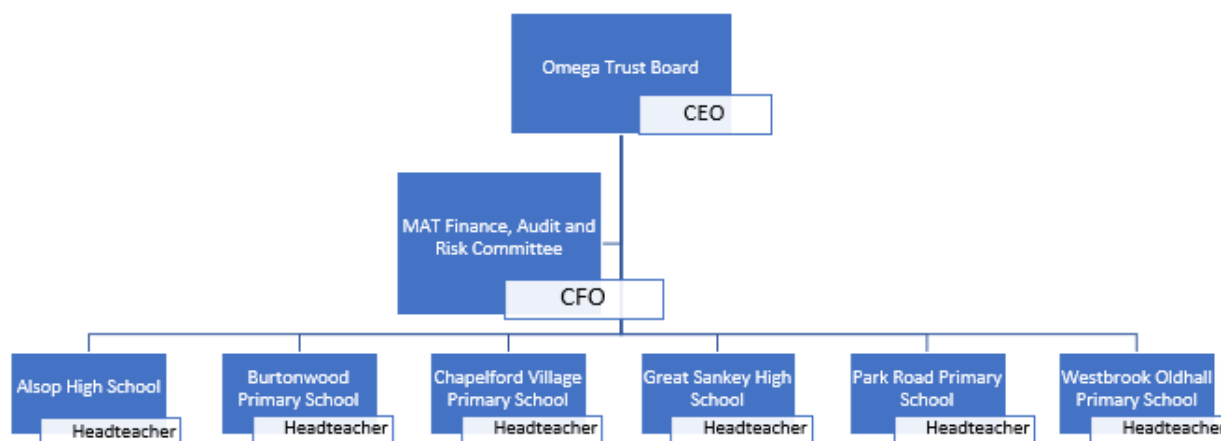 Omega Trust Board
CEO
MAT Finance, Audit and
Risk Committee
CFO
Alsop High School
Headteacher
Burtonwood
Primary School
Headteacher
Chapelford Village
Primary School
Headteacher
Great Sankey High
School
Headteacher
Park Road Primary
School
Headteacher
Westbrook Oldhall
Primary School
Headteacher